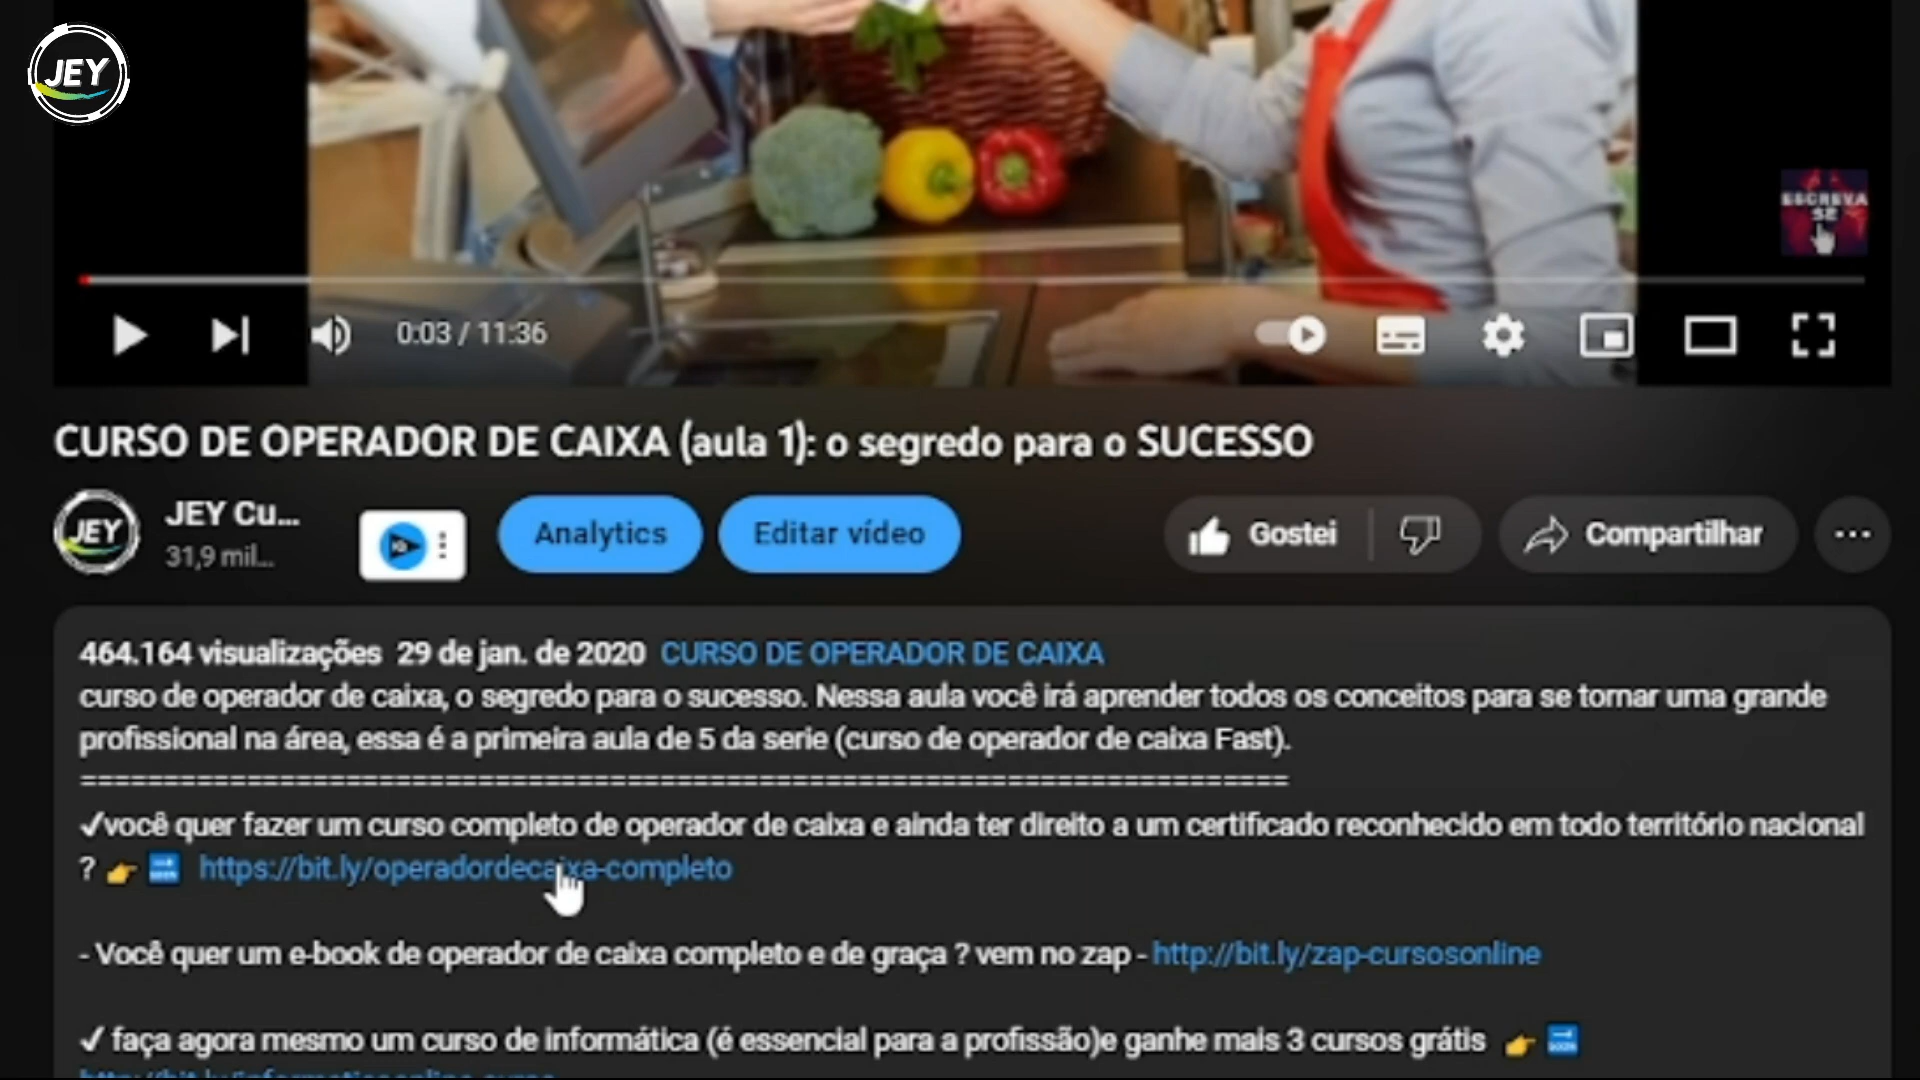 JEY
ESCREVA
SE
0:03 / 11:36
CURSO DE OPERADOR DE CAIXA (aula 1): o segredo para o SUCESSO
JEY
JEY Cu...
31,9 mil...
Analytics
Editar vídeo
Gostei
Compartilhar
464.164 visualizações 29 de jan. de 2020 CURSO DE OPERADOR DE CAIXA
curso de operador de caixa, o segredo para o sucesso. Nessa aula você irá aprender todos os conceitos para se tornar uma grande
profissional na área, essa é a primeira aula de 5 da serie (curso de operador de caixa Fast).
✓você quer fazer um curso completo de operador de caixa e ainda ter direito a um certificado reconhecido em todo território nacional
? 👉 🔜 https://bit.ly/operadordecaixa-completo
- Você quer um e-book de operador de caixa completo e de graça ? vem no zap - http://bit.ly/zap-cursosonline
✓ faça agora mesmo um curso de informática (é essencial para a profissão)e ganhe mais 3 cursos grátis 👉 🔜